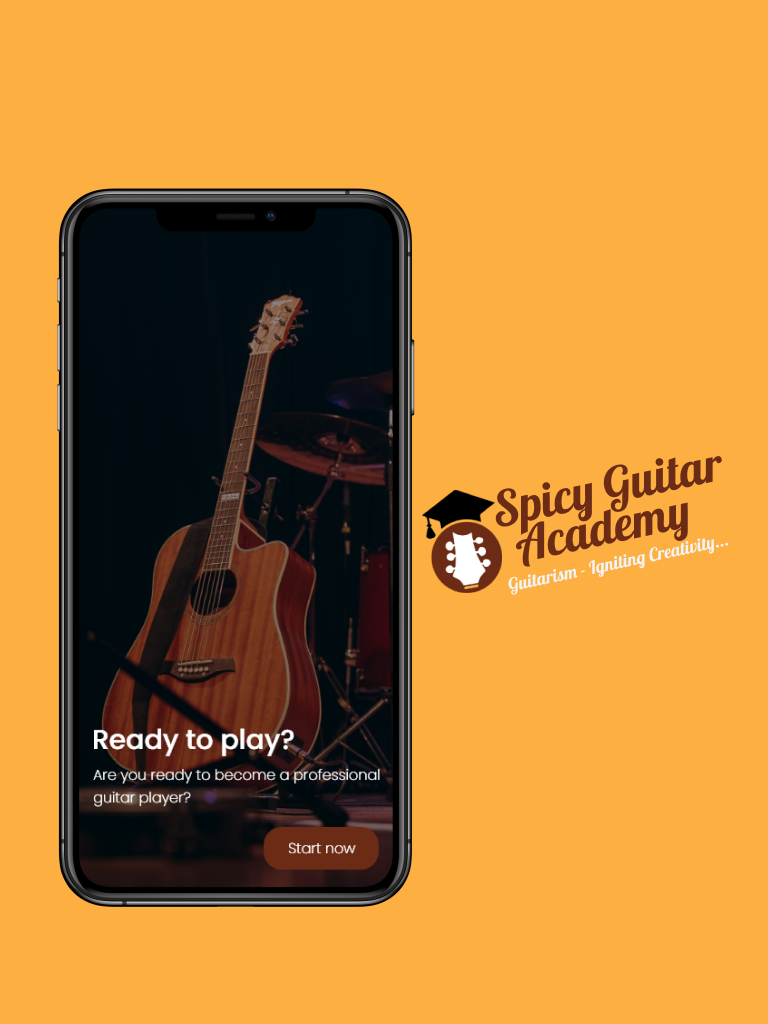 Spicy Guitar
Academy
Guitarism - Igniting Creativity...
Ready to play?
Are you ready to become a professional
guitar player?
Start now